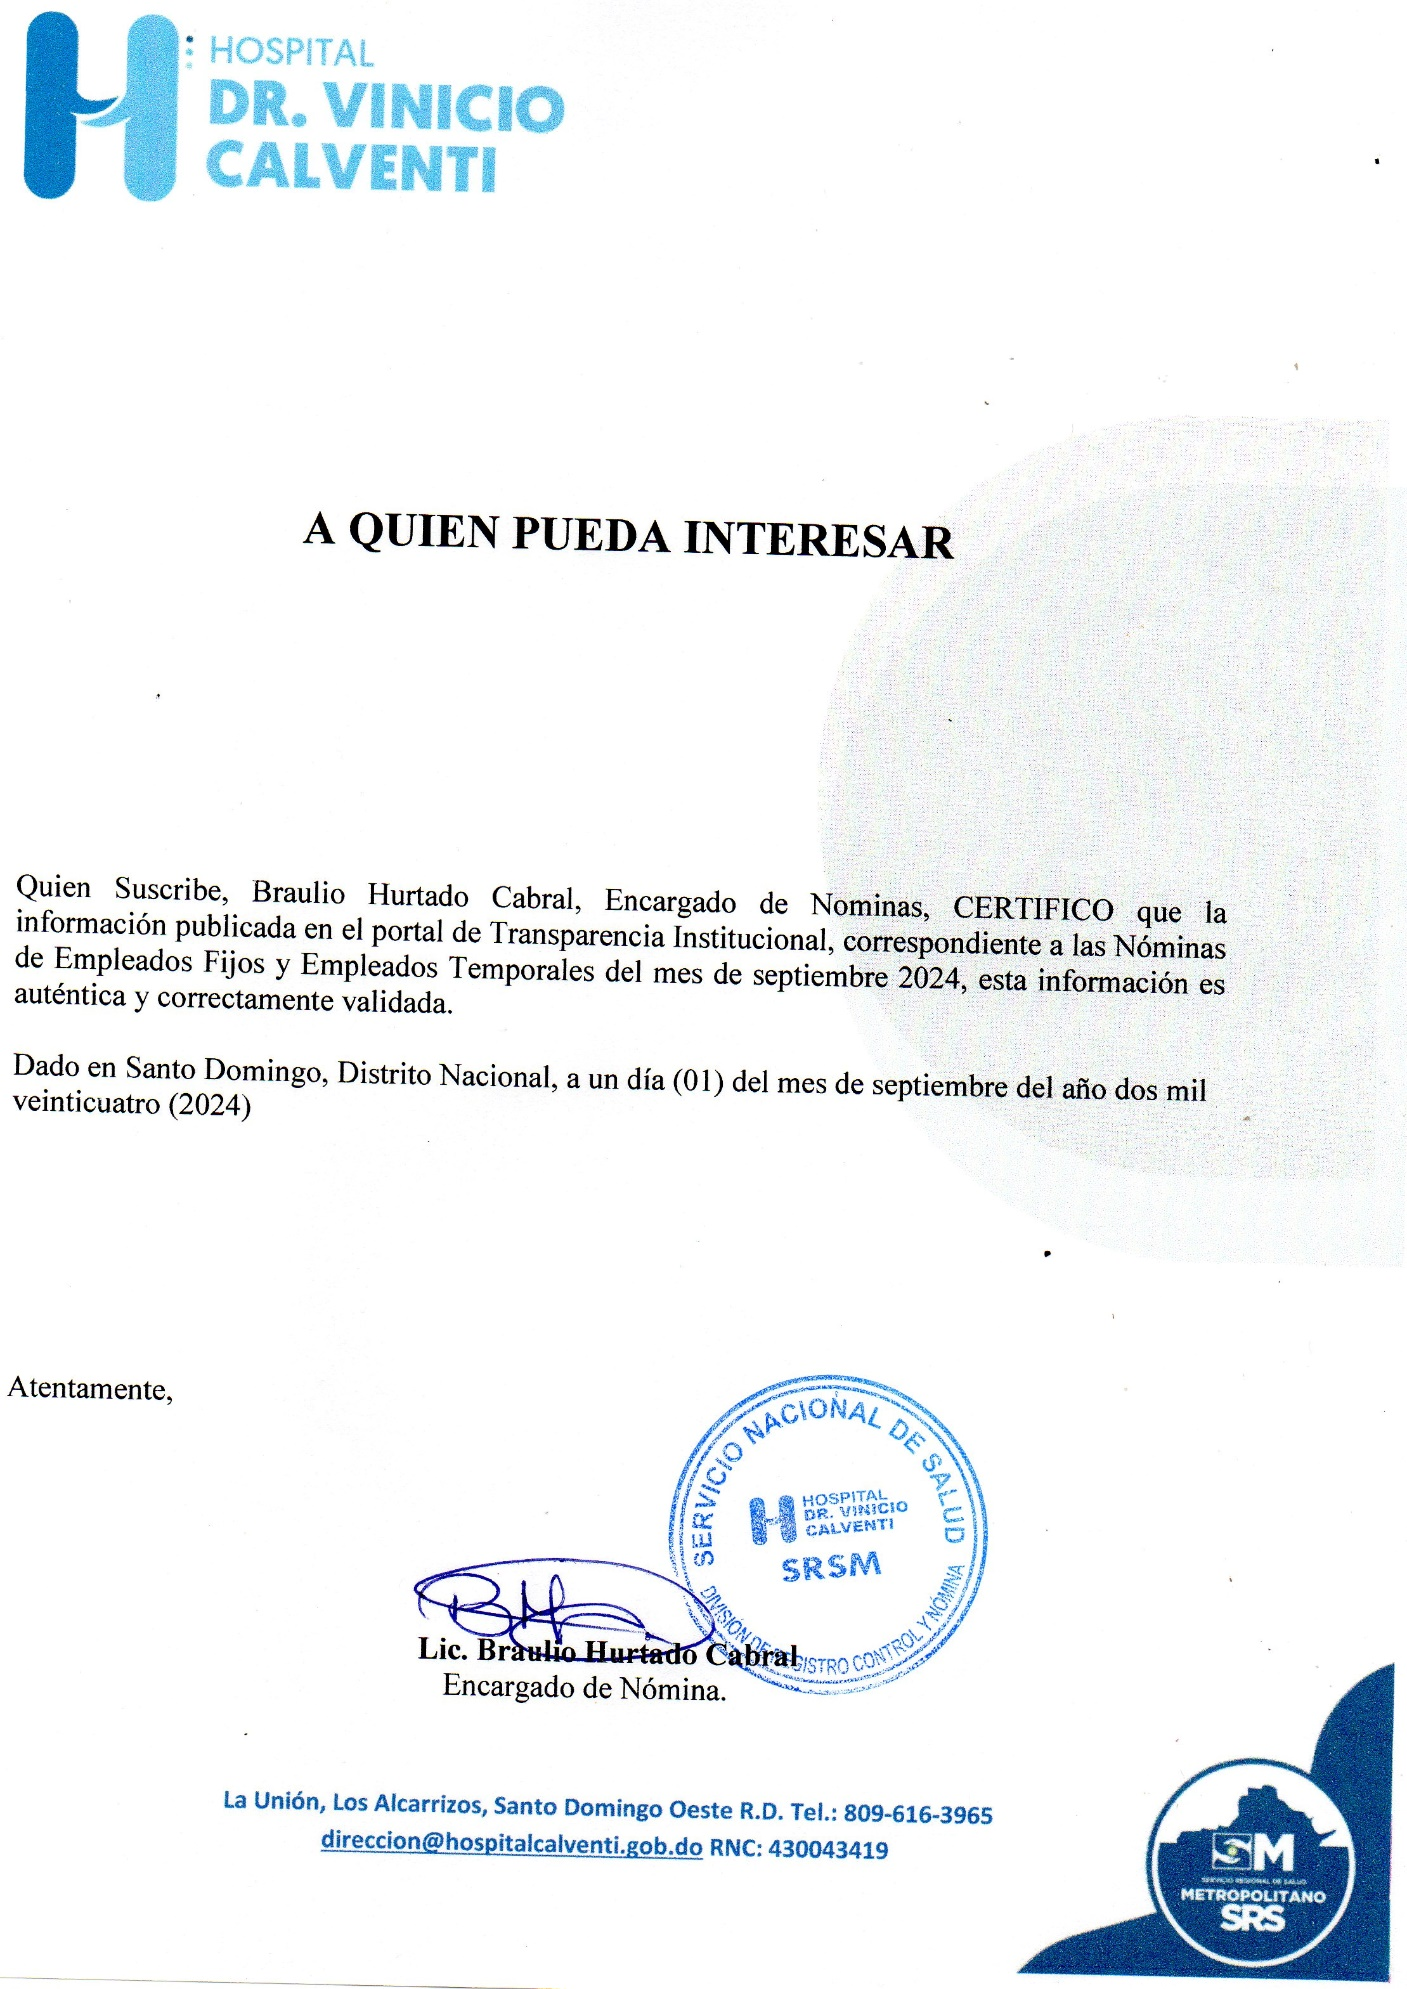 HOSPITAL
DR. VINICIO
CALVENTI
A QUIEN PUEDA INTERESAR
Quien Suscribe, Braulio Hurtado Cabral, Encargado de Nominas, CERTIFICO que la
información publicada en el portal de Transparencia Institucional, correspondiente a las Nóminas
de Empleados Fijos y Empleados Temporales del mes de septiembre 2024, esta información es
auténtica y correctamente validada.
Dado en Santo Domingo, Distrito Nacional, a un día (01) del mes de septiembre del año dos mil
veinticuatro (2024)
Atentamente,
SERVICIO NACIONAL DE SALUD
HOSPITAL
DR. VINICIO
CALVENTI
SRSM
DIVISIÓN DE REGISTRO CONTROL Y NÓMINA
Lic. Braulio Hurtado Cabral
Encargado de Nómina.
La Unión, Los Alcarrizos, Santo Domingo Oeste R.D. Tel.: 809-616-3965
direccion@hospitalcalventi.gob.do RNC: 430043419
SM
SERVICIO REGIONAL DE SALUD
METROPOLITANO
SRS